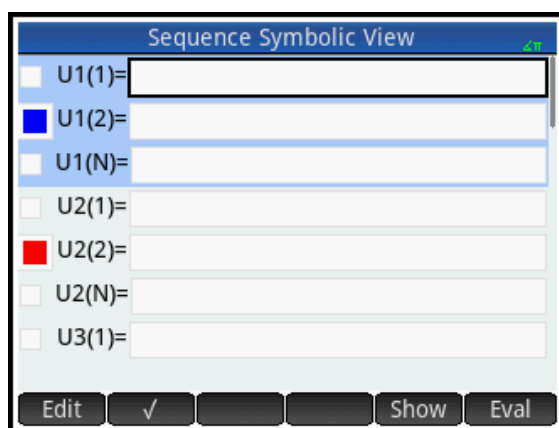 Sequence Symbolic View
∡π
U1(1)=
U1(2)=
U1(N)=
U2(1)=
U2(2)=
U2(N)=
U3(1)=
Edit √ Show Eval